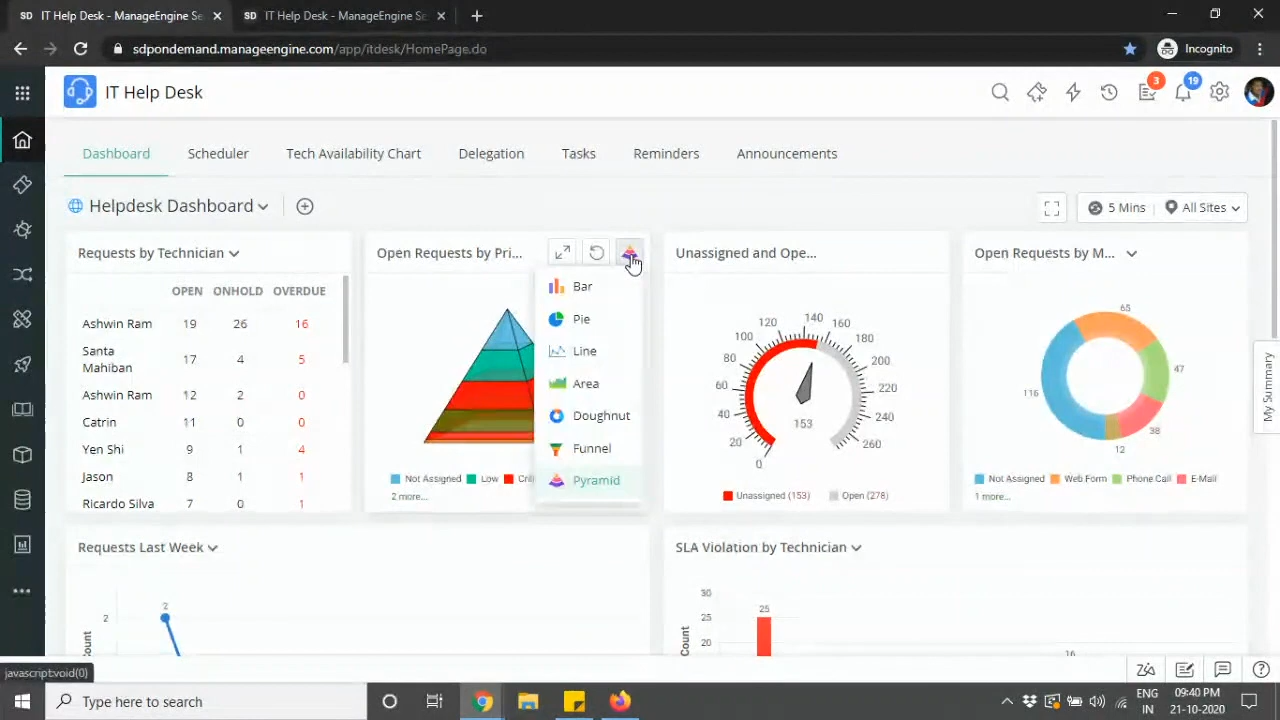 IT Help Desk - ManageEngine Se
IT Help Desk - ManageEngine Se
sdpondemand.manageengine.com/app/itdesk/HomePage.do
Incognito
IT Help Desk
3
19
Dashboard
Scheduler
Tech Availability Chart
Delegation
Tasks
Reminders
Announcements
Helpdesk Dashboard
5 Mins
All Sites
Requests by Technician
OPEN ONHOLD OVERDUE
Ashwin Ram 19 26 16
Santa Mahiban 17 4 5
Ashwin Ram 12 2 0
Catrin 11 0 0
Yen Shi 9 1 4
Jason 8 1 1
Ricardo Silva 7 0 1
Open Requests by Pri...
Bar
Pie
Line
Area
Doughnut
Funnel
Pyramid
Not Assigned Low
2 more...
Unassigned and Ope...
0 20 40 60 80 100 120 140 160 180 200 220 240 260
153
Unassigned (153) Open (278)
Open Requests by M...
65
47
38
12
116
Not Assigned Web Form Phone Call E-Mail
1 more...
My Summary
Requests Last Week
2
2
Count
SLA Violation by Technician
30
25
20
Count
25
16
javascript:void(0)
Type here to search
ENG
IN
09:40 PM
21-10-2020